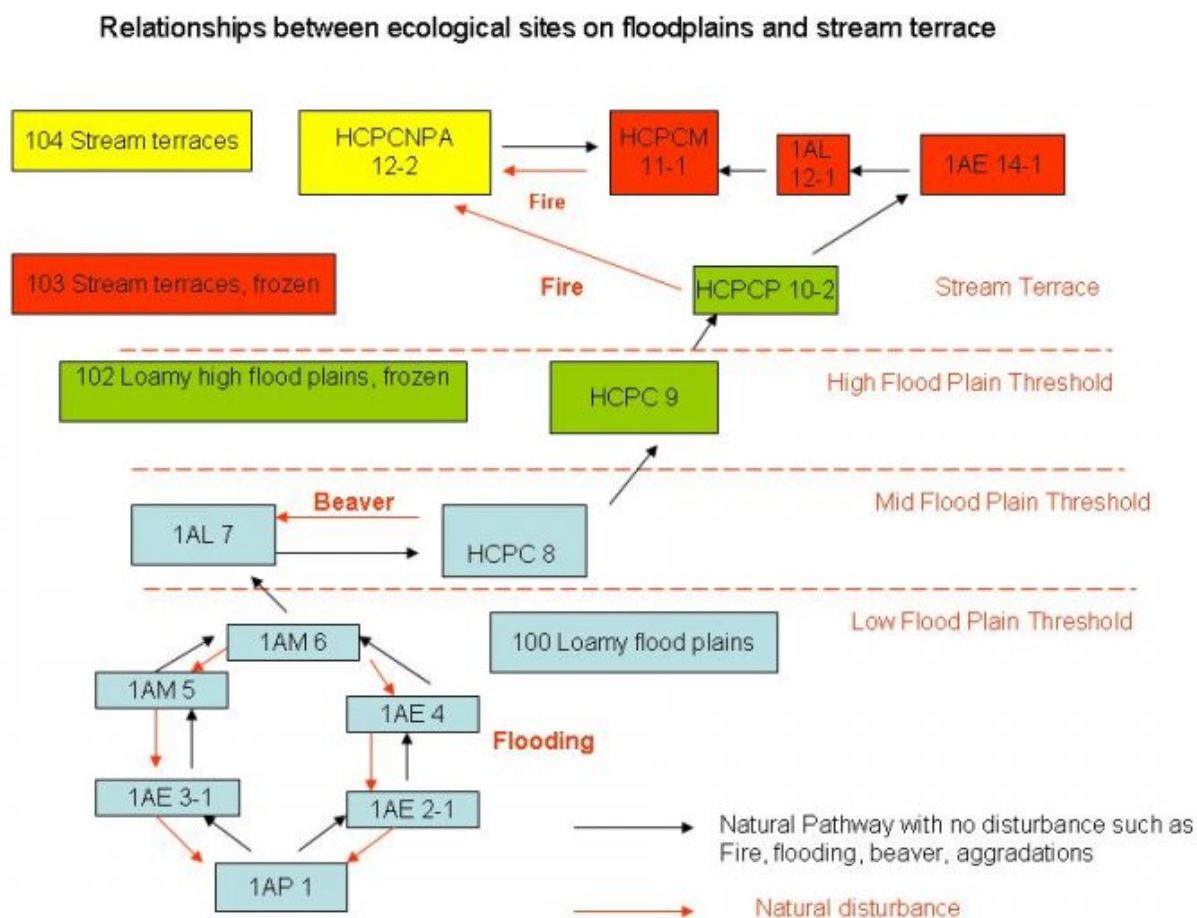 Relationships between ecological sites on floodplains and stream terrace
104 Stream terraces
HCPCNPA
12-2
HCPCM
11-1
1AL
12-1
1AE 14-1
Fire
103 Stream terraces, frozen
Fire
HCPCP 10-2
Stream Terrace
102 Loamy high flood plains, frozen
HCPC 9
High Flood Plain Threshold
Beaver
Mid Flood Plain Threshold
1AL 7
HCPC 8
Low Flood Plain Threshold
1AM 6
100 Loamy flood plains
1AM 5
1AE 4
Flooding
1AE 3-1
1AE 2-1
1AP 1
Natural Pathway with no disturbance such as
Fire, flooding, beaver, aggradations
Natural disturbance